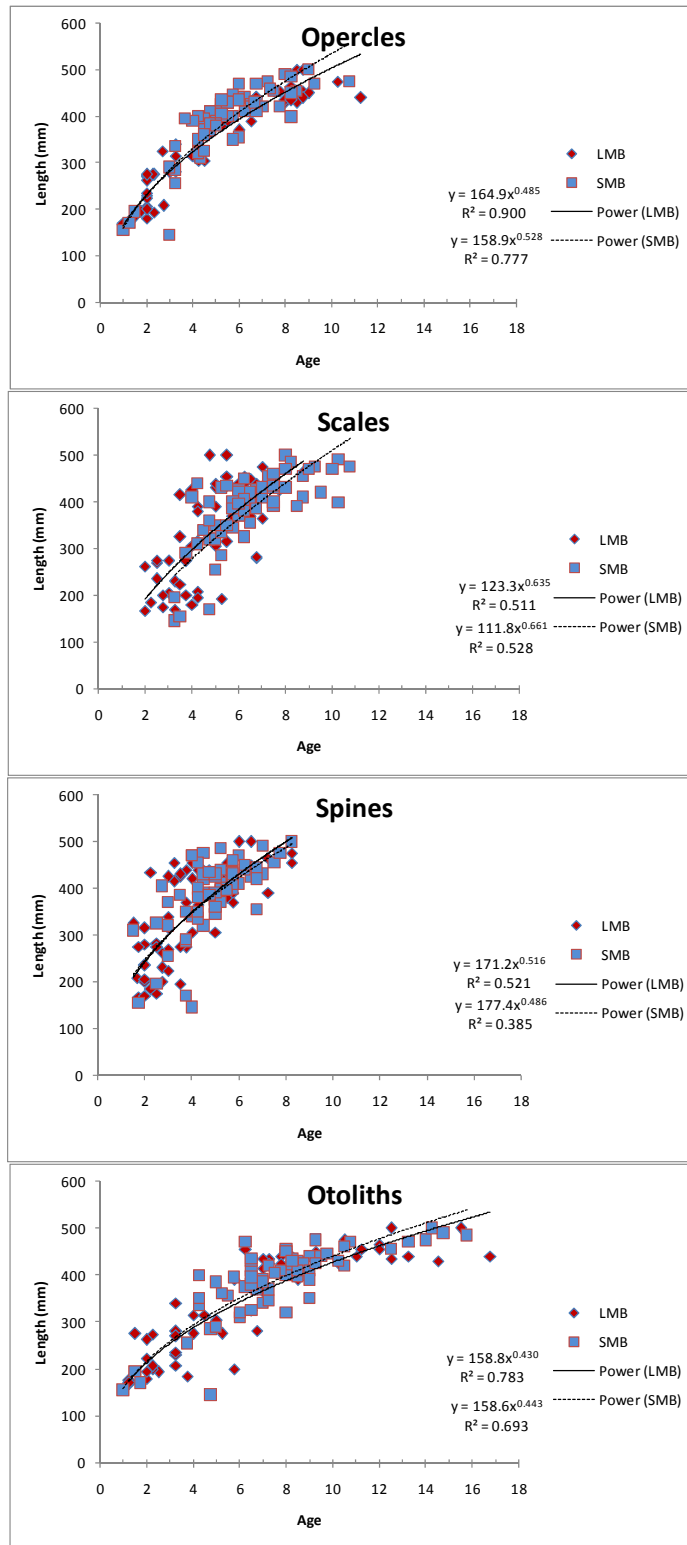 Opercles
600
500
400
300
200
100
0
Length (mm)
0 2 4 6 8 10 12 14 16 18
Age
LMB
SMB
y = 164.9x^0.485
R² = 0.900
Power (LMB)
y = 158.9x^0.528
R² = 0.777
Power (SMB)
Scales
600
500
400
300
200
100
0
Length (mm)
0 2 4 6 8 10 12 14 16 18
Age
LMB
SMB
y = 123.3x^0.635
R² = 0.511
Power (LMB)
y = 111.8x^0.661
R² = 0.528
Power (SMB)
Spines
600
500
400
300
200
100
0
Length (mm)
0 2 4 6 8 10 12 14 16 18
Age
LMB
SMB
y = 171.2x^0.516
R² = 0.521
Power (LMB)
y = 177.4x^0.486
R² = 0.385
Power (SMB)
Otoliths
600
500
400
300
200
100
0
Length (mm)
0 2 4 6 8 10 12 14 16 18
Age
LMB
SMB
y = 158.8x^0.430
R² = 0.783
Power (LMB)
y = 158.6x^0.443
R² = 0.693
Power (SMB)